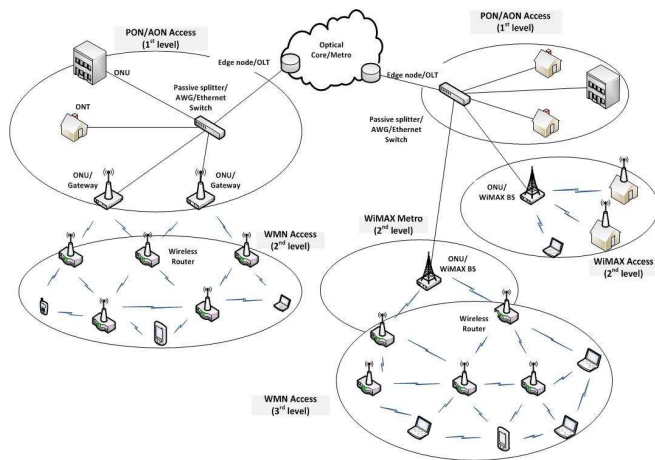 PON/AON Access
(1st level)
ONU
Edge node/OLT
Passive splitter/
AWG/Ethernet
Switch
ONT
ONU/
Gateway
ONU/
Gateway
WMN Access
(2nd level)
Wireless
Router
Optical
Core/Metro
Edge node/OLT
PON/AON Access
(1st level)
Passive splitter/
AWG/Ethernet
Switch
ONU/
WiMAX BS
WiMAX Access
(2nd level)
WiMAX Metro
(2nd level)
ONU/
WiMAX BS
Wireless
Router
WMN Access
(3rd level)